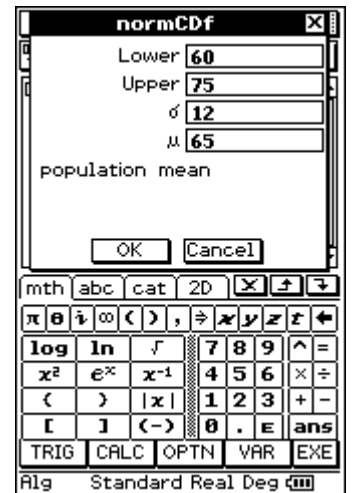 normCDf X
Lower 60
Upper 75
σ 12
μ 65
population mean
OK Cancel
mth abc cat 2D
π θ i ∞ ( ) , ⇒ x y z t ←
log ln √ 7 8 9 ^ =
x² eˣ x⁻¹ 4 5 6 × ÷
( ) |x| 1 2 3 + −
[ ] (-) 0 . E ans
TRIG CALC OPTN VAR EXE
Alg Standard Real Deg